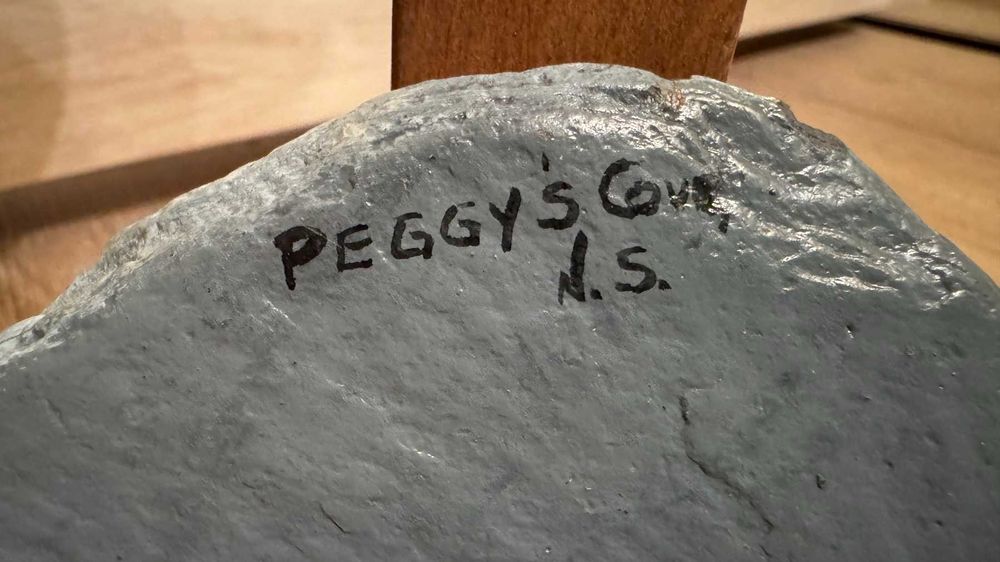 PEGGY'S COVE,
N.S.